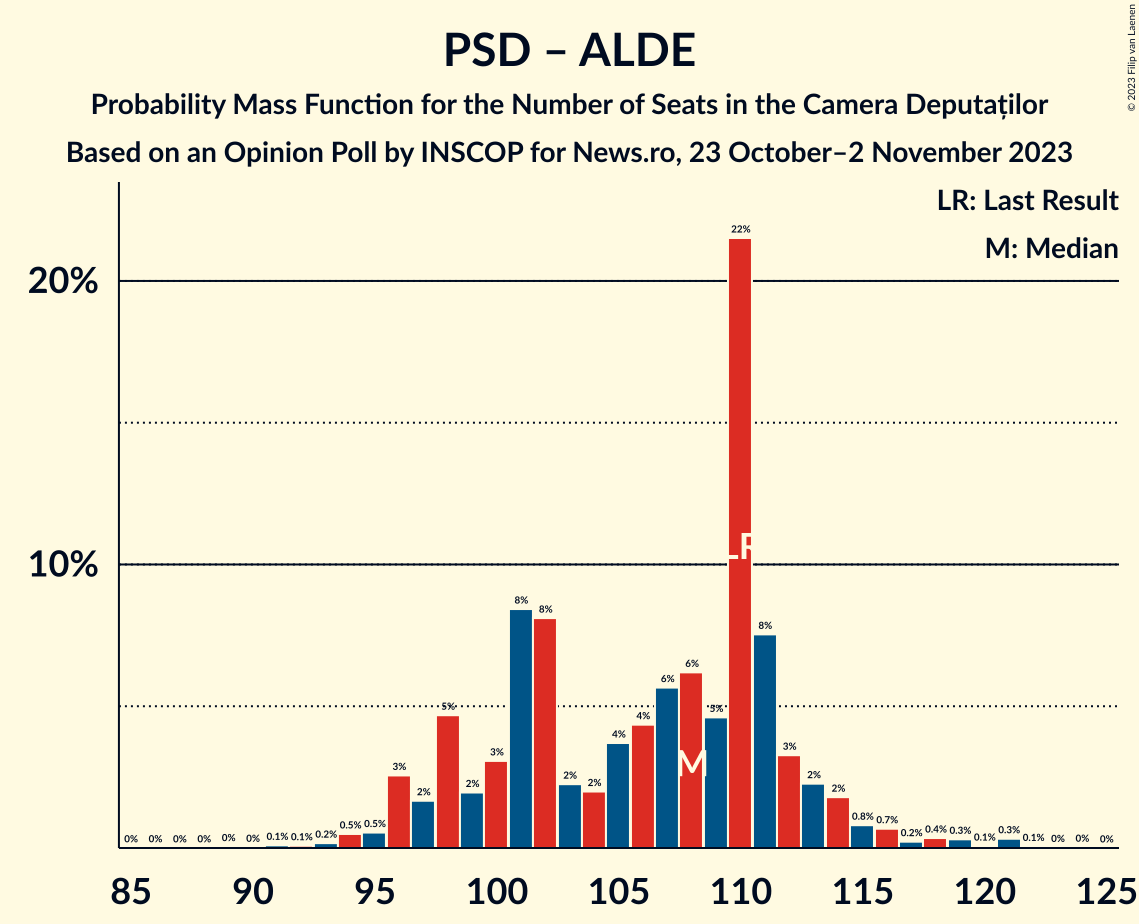 PSD – ALDE
Probability Mass Function for the Number of Seats in the Camera Deputaților
Based on an Opinion Poll by INSCOP for News.ro, 23 October–2 November 2023
© 2023 Filip van Laenen
LR: Last Result
M: Median
20%
10%
0% 0% 0% 0% 0% 0% 0.1% 0.1% 0.2% 0.5% 0.5% 3% 2% 5% 2% 3% 8% 8% 2% 2% 4% 4% 6% 6% 5% 22% 8% 3% 2% 2% 0.8% 0.7% 0.2% 0.4% 0.3% 0.1% 0.3% 0.1% 0% 0% 0%
LR
M
85 90 95 100 105 110 115 120 125